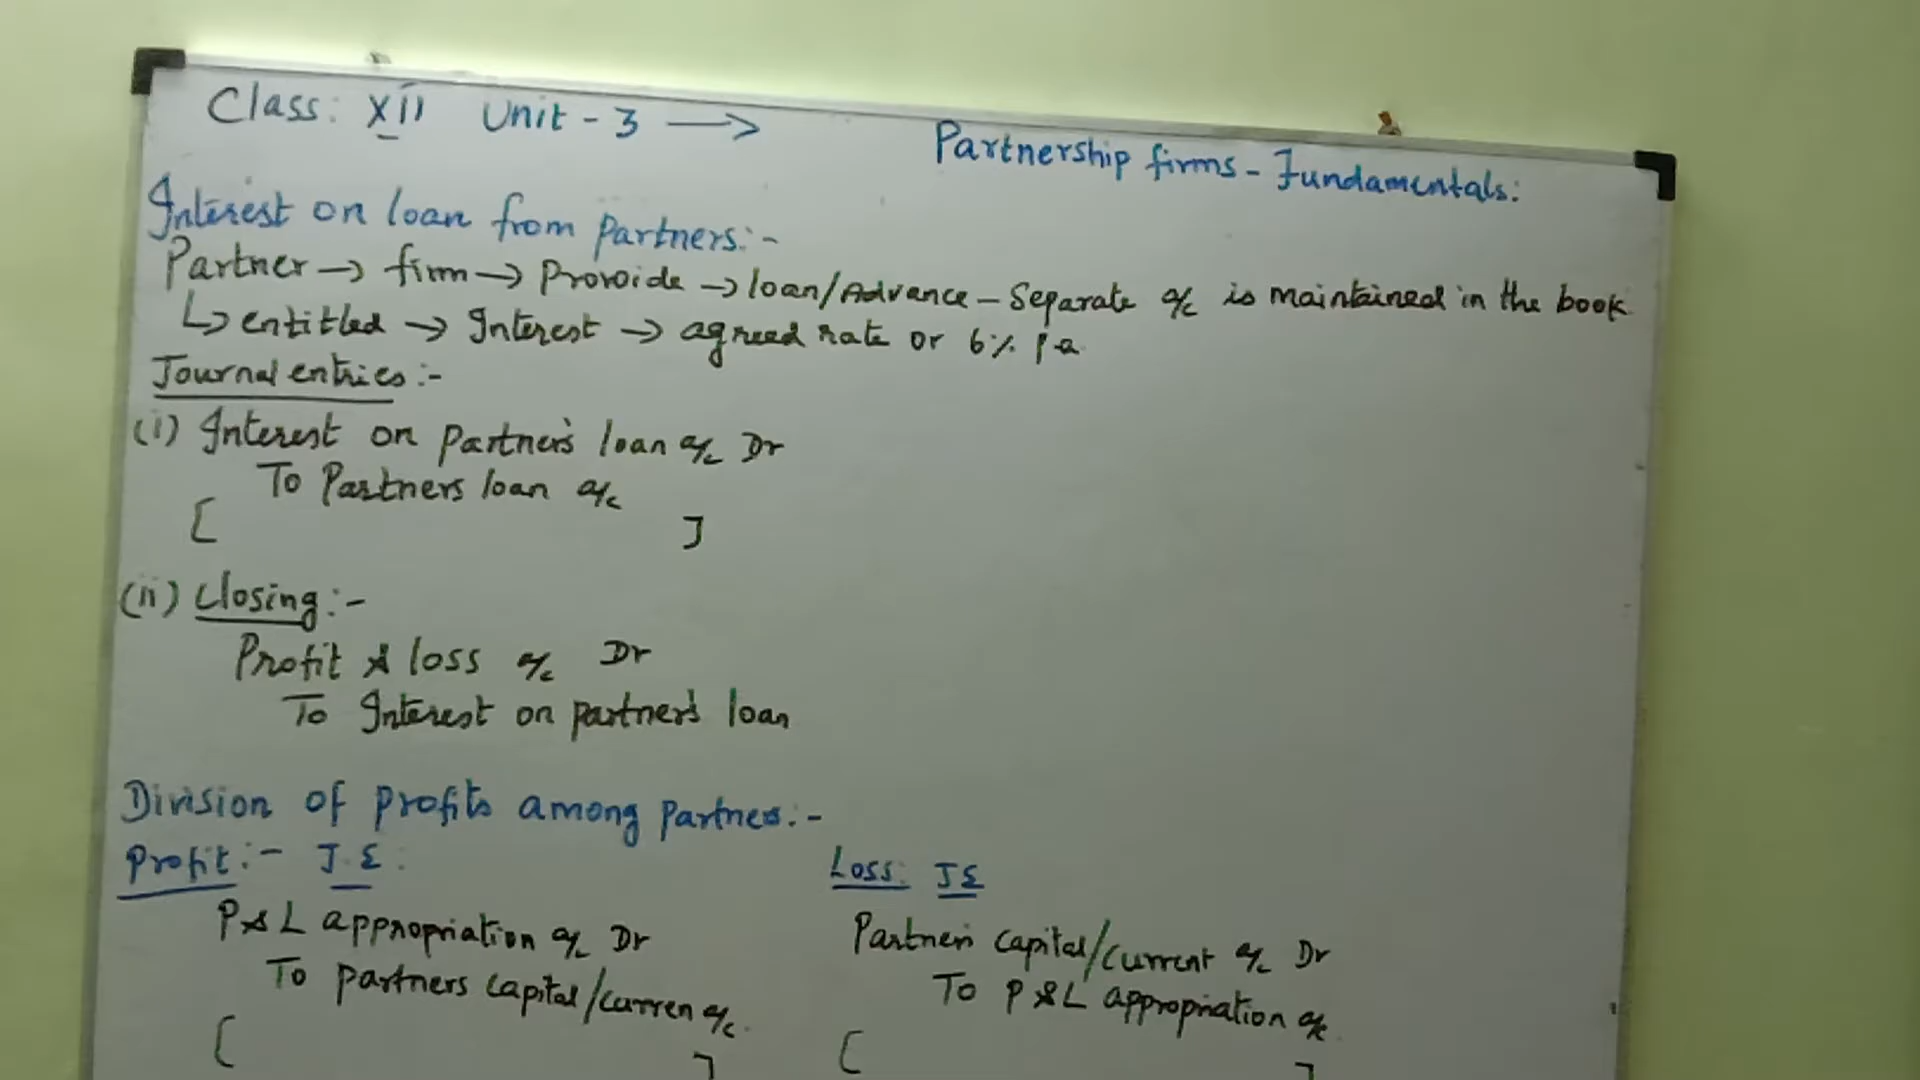 Class: XII Unit - 3 →
Partnership firms - Fundamentals:
Interest on loan from partners:-
Partner → firm → Provoide → loan/Advance - Separate a/c is maintained in the book
↳ entitled → Interest → agreed rate or 6% p a
Journal entries:-
(i) Interest on partner's loan a/c Dr
To Partners loan a/c
[ ]
(ii) Closing:-
Profit & loss a/c Dr
To Interest on partner's loan
Division of profits among partners:-
Profit:- J.E:
P&L appropriation a/c Dr
To partners capital/curren a/c.
[ ]
Loss: JE
Partners capital/current a/c Dr
To P&L appropriation a/c
[ ]